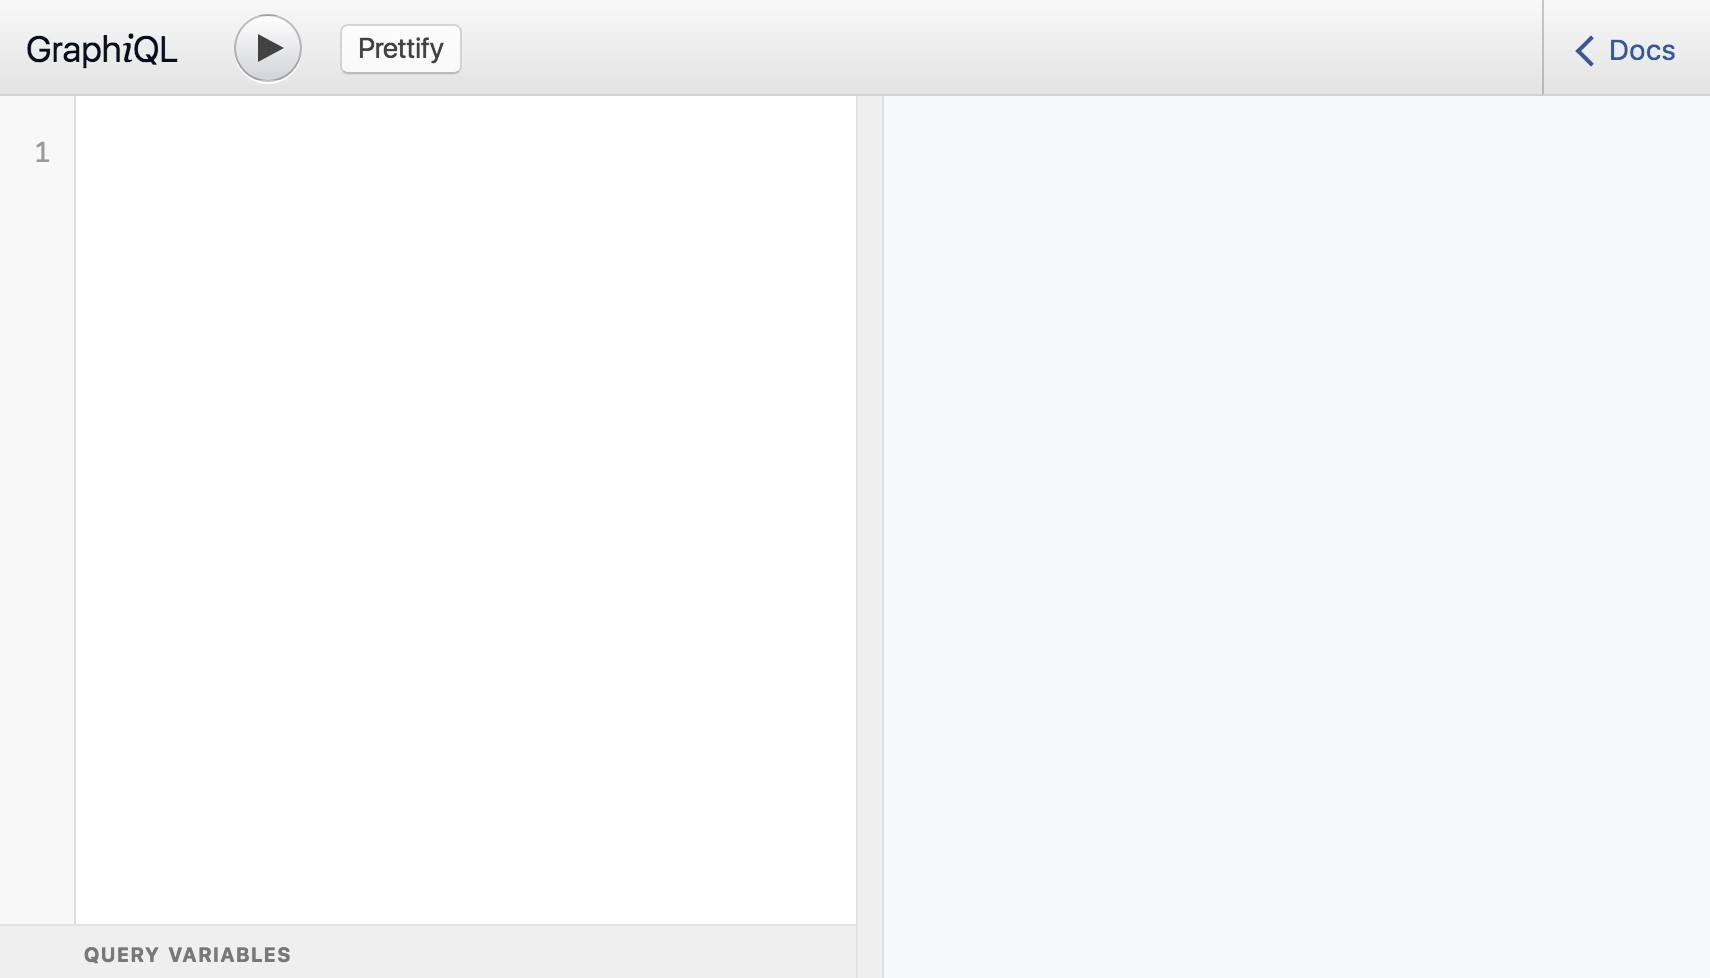 GraphiQL
Prettify
Docs
1
QUERY VARIABLES